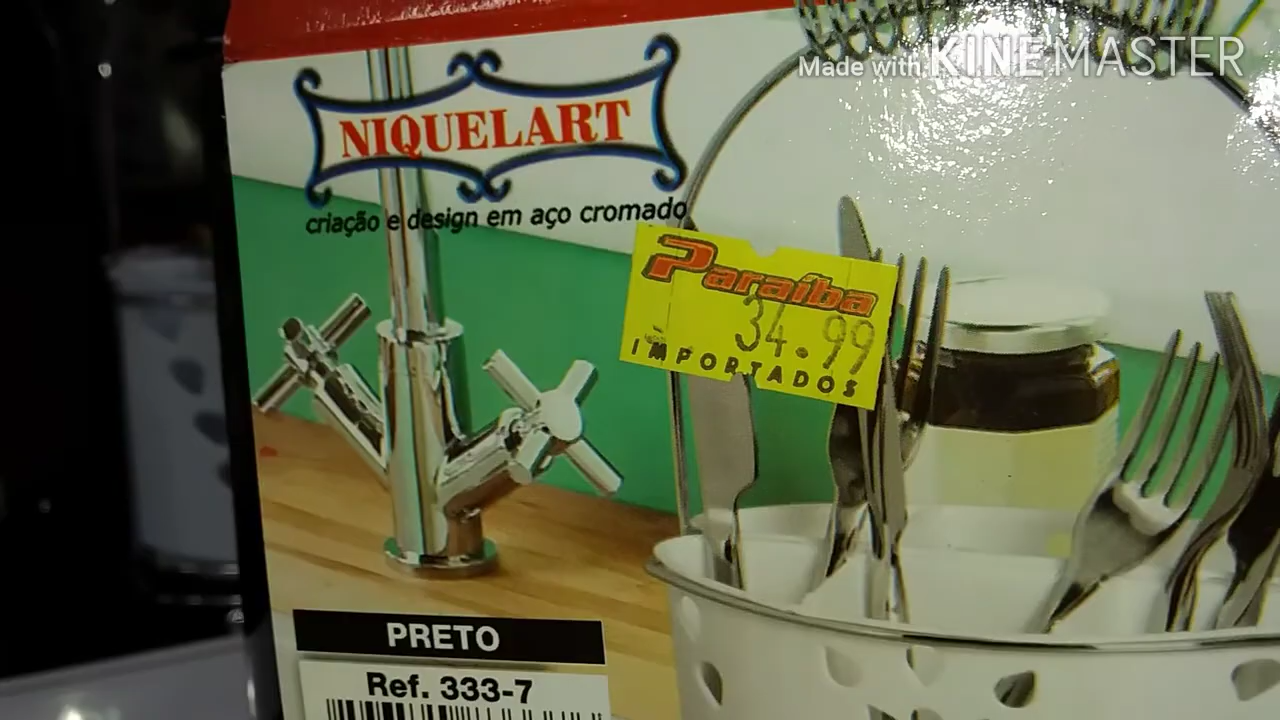 Made with KINEMASTER
NIQUELART
criação e design em aço cromado
Paraíba
34.99
IMPORTADOS
PRETO
Ref. 333-7